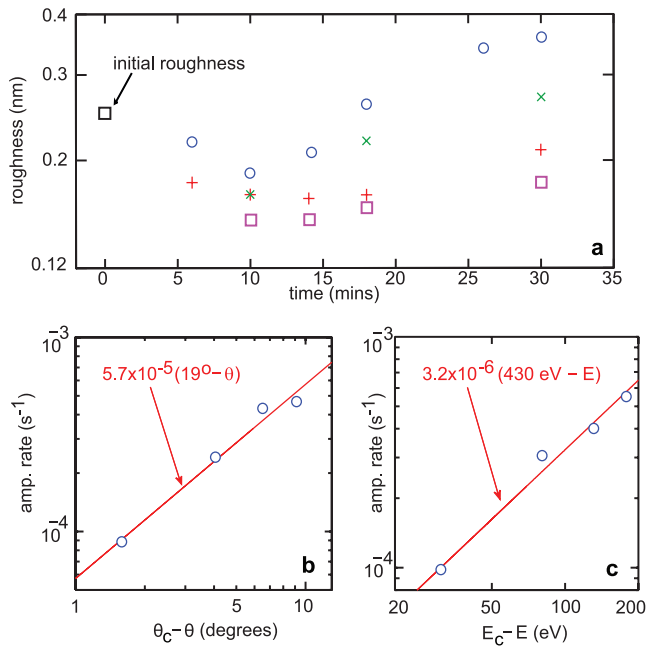 0.4
0.3
0.2
0.12
roughness (nm)
initial roughness
a
0 5 10 15 20 25 30 35
time (mins)
10⁻³
10⁻⁴
amp. rate (s⁻¹)
5.7x10⁻⁵(19º–θ)
b
1 2 5 10
θc–θ (degrees)
10⁻³
10⁻⁴
amp. rate (s⁻¹)
3.2x10⁻⁶ (430 eV – E)
c
20 50 100 200
Ec–E (eV)